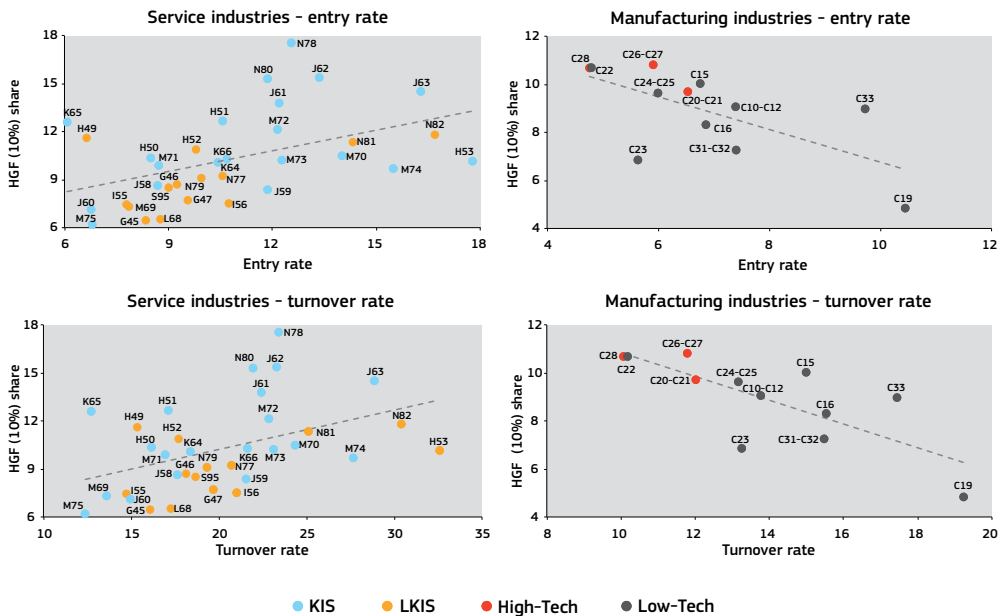 Service industries - entry rate
HGF (10%) share
18
15
12
9
6
6
9
12
15
18
Entry rate
K65
H49
J60
M75
I55
M69
G45
L68
H50
M71
J58
S95
G46
H52
N79
G47
K66
K64
H51
N77
I56
N78
N80
J62
J61
M72
M73
J59
M70
N81
M74
J63
N82
H53
Manufacturing industries - entry rate
HGF (10%) share
12
10
8
6
4
4
6
8
10
12
Entry rate
C28
C22
C26-C27
C24-C25
C15
C20-C21
C10-C12
C16
C31-C32
C23
C33
C19
Service industries - turnover rate
HGF (10%) share
18
15
12
9
6
10
15
20
25
30
35
Turnover rate
K65
H49
H51
H50
H52
K64
M71
G46
N79
J58
S95
M69
I55
J60
M75
G45
L68
G47
I56
N77
J59
N78
N80
J62
J61
M72
M73
M70
N81
J63
M74
N82
H53
Manufacturing industries - turnover rate
HGF (10%) share
12
10
8
6
4
8
10
12
14
16
18
20
Turnover rate
C28
C22
C26-C27
C20-C21
C24-C25
C10-C12
C15
C16
C31-C32
C23
C33
C19
KIS
LKIS
High-Tech
Low-Tech